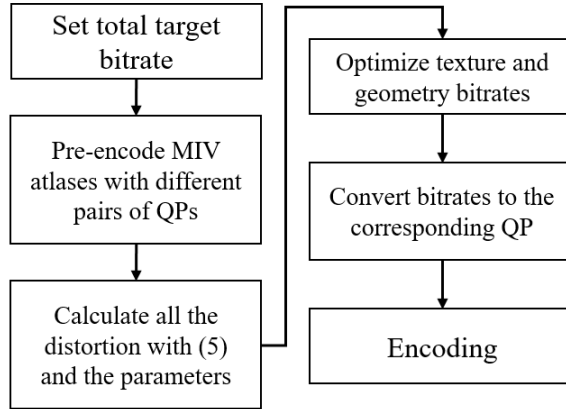 Set total target
bitrate
Pre-encode MIV
atlases with different
pairs of QPs
Calculate all the
distortion with (5)
and the parameters
Optimize texture and
geometry bitrates
Convert bitrates to the
corresponding QP
Encoding